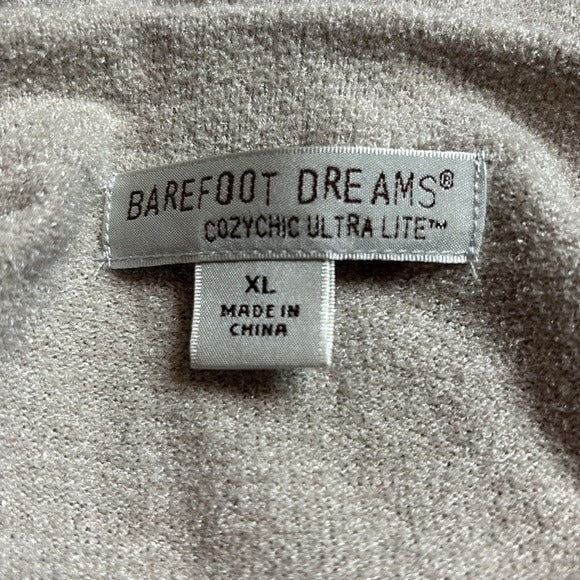 BAREFOOT DREAMS®
COZYCHIC ULTRA LITE™
XL
MADE IN
CHINA